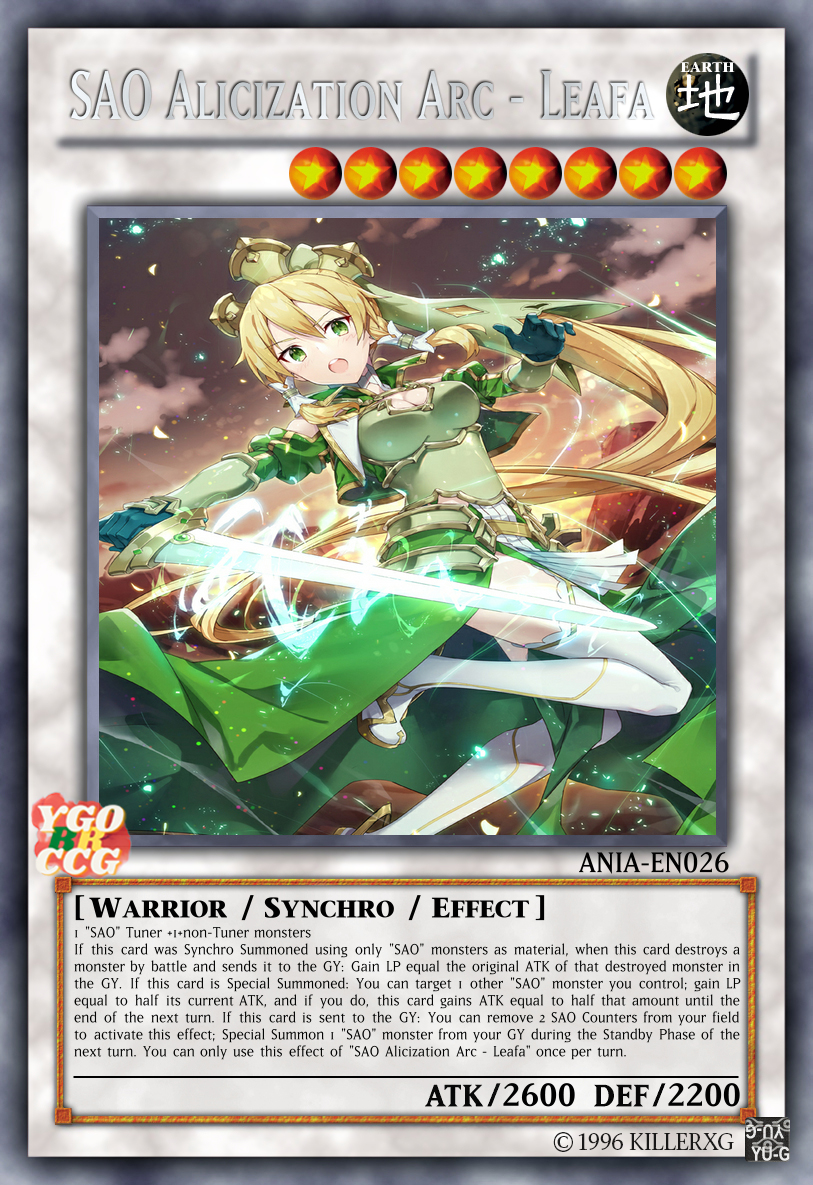 SAO Alicization Arc - Leafa
EARTH
地
YGO
RR
CCG
ANIA-EN026
[ Warrior / Synchro / Effect ]
1 "SAO" Tuner +1+non-Tuner monsters
If this card was Synchro Summoned using only "SAO" monsters as material, when this card destroys a
monster by battle and sends it to the GY: Gain LP equal the original ATK of that destroyed monster in
the GY. If this card is Special Summoned: You can target 1 other "SAO" monster you control; gain LP
equal to half its current ATK, and if you do, this card gains ATK equal to half that amount until the
end of the next turn. If this card is sent to the GY: You can remove 2 SAO Counters from your field
to activate this effect; Special Summon 1 "SAO" monster from your GY during the Standby Phase of the
next turn. You can only use this effect of "SAO Alicization Arc - Leafa" once per turn.
ATK/2600 DEF/2200
© 1996 KILLERXG
YU-G